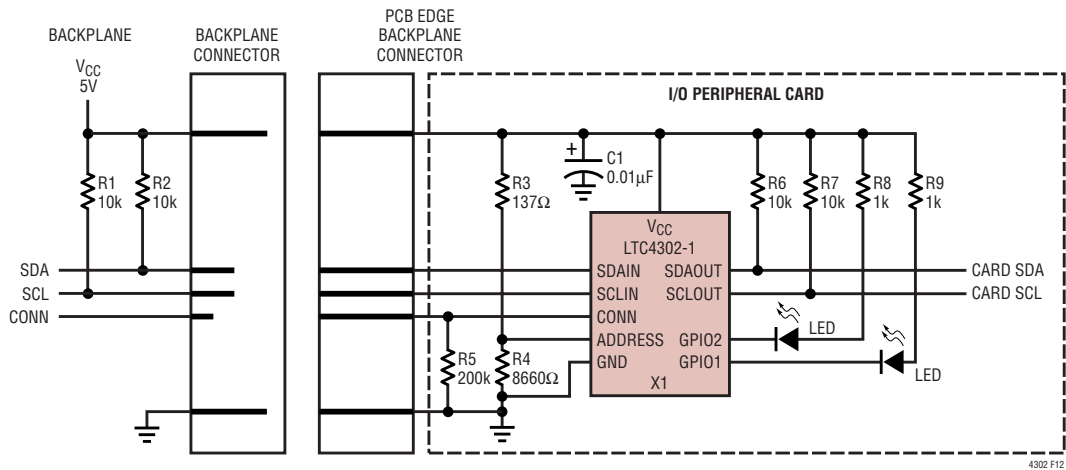 BACKPLANE
BACKPLANE
CONNECTOR
PCB EDGE
BACKPLANE
CONNECTOR
VCC
5V
I/O PERIPHERAL CARD
R1
10k
R2
10k
R3
137Ω
+
C1
0.01µF
R6
10k
R7
10k
R8
1k
R9
1k
VCC
LTC4302-1
SDA
SCL
CONN
SDAIN SDAOUT
SCLIN SCLOUT
CONN
ADDRESS GPIO2
GND GPIO1
X1
CARD SDA
CARD SCL
LED
LED
R5
200k
R4
8660Ω
4302 F12